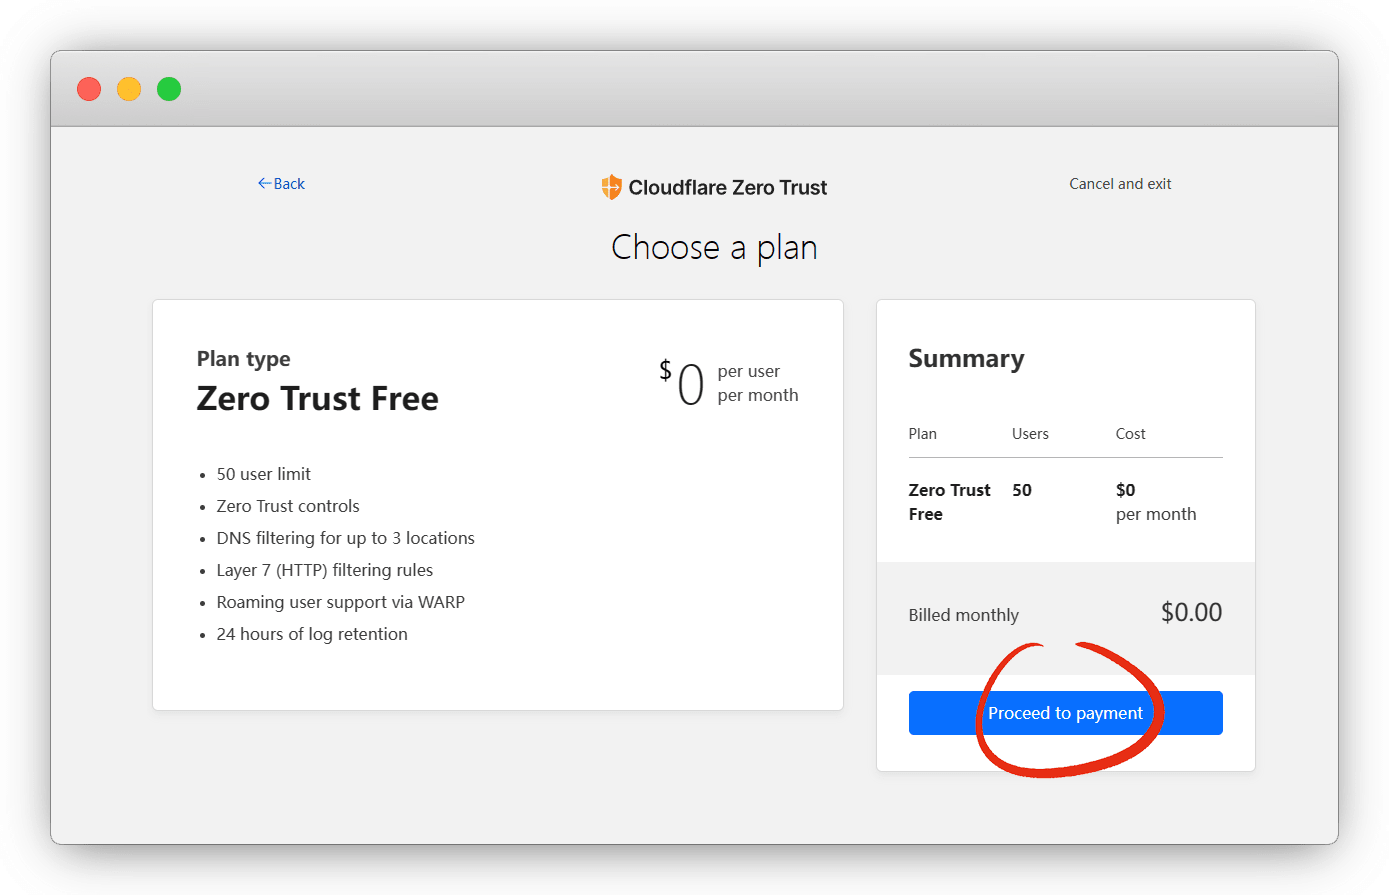 ←Back
Cloudflare Zero Trust
Cancel and exit
Choose a plan
Plan type
Zero Trust Free
$0 per user
per month
• 50 user limit
• Zero Trust controls
• DNS filtering for up to 3 locations
• Layer 7 (HTTP) filtering rules
• Roaming user support via WARP
• 24 hours of log retention
Summary
Plan Users Cost
Zero Trust 50 $0
Free per month
Billed monthly $0.00
Proceed to payment